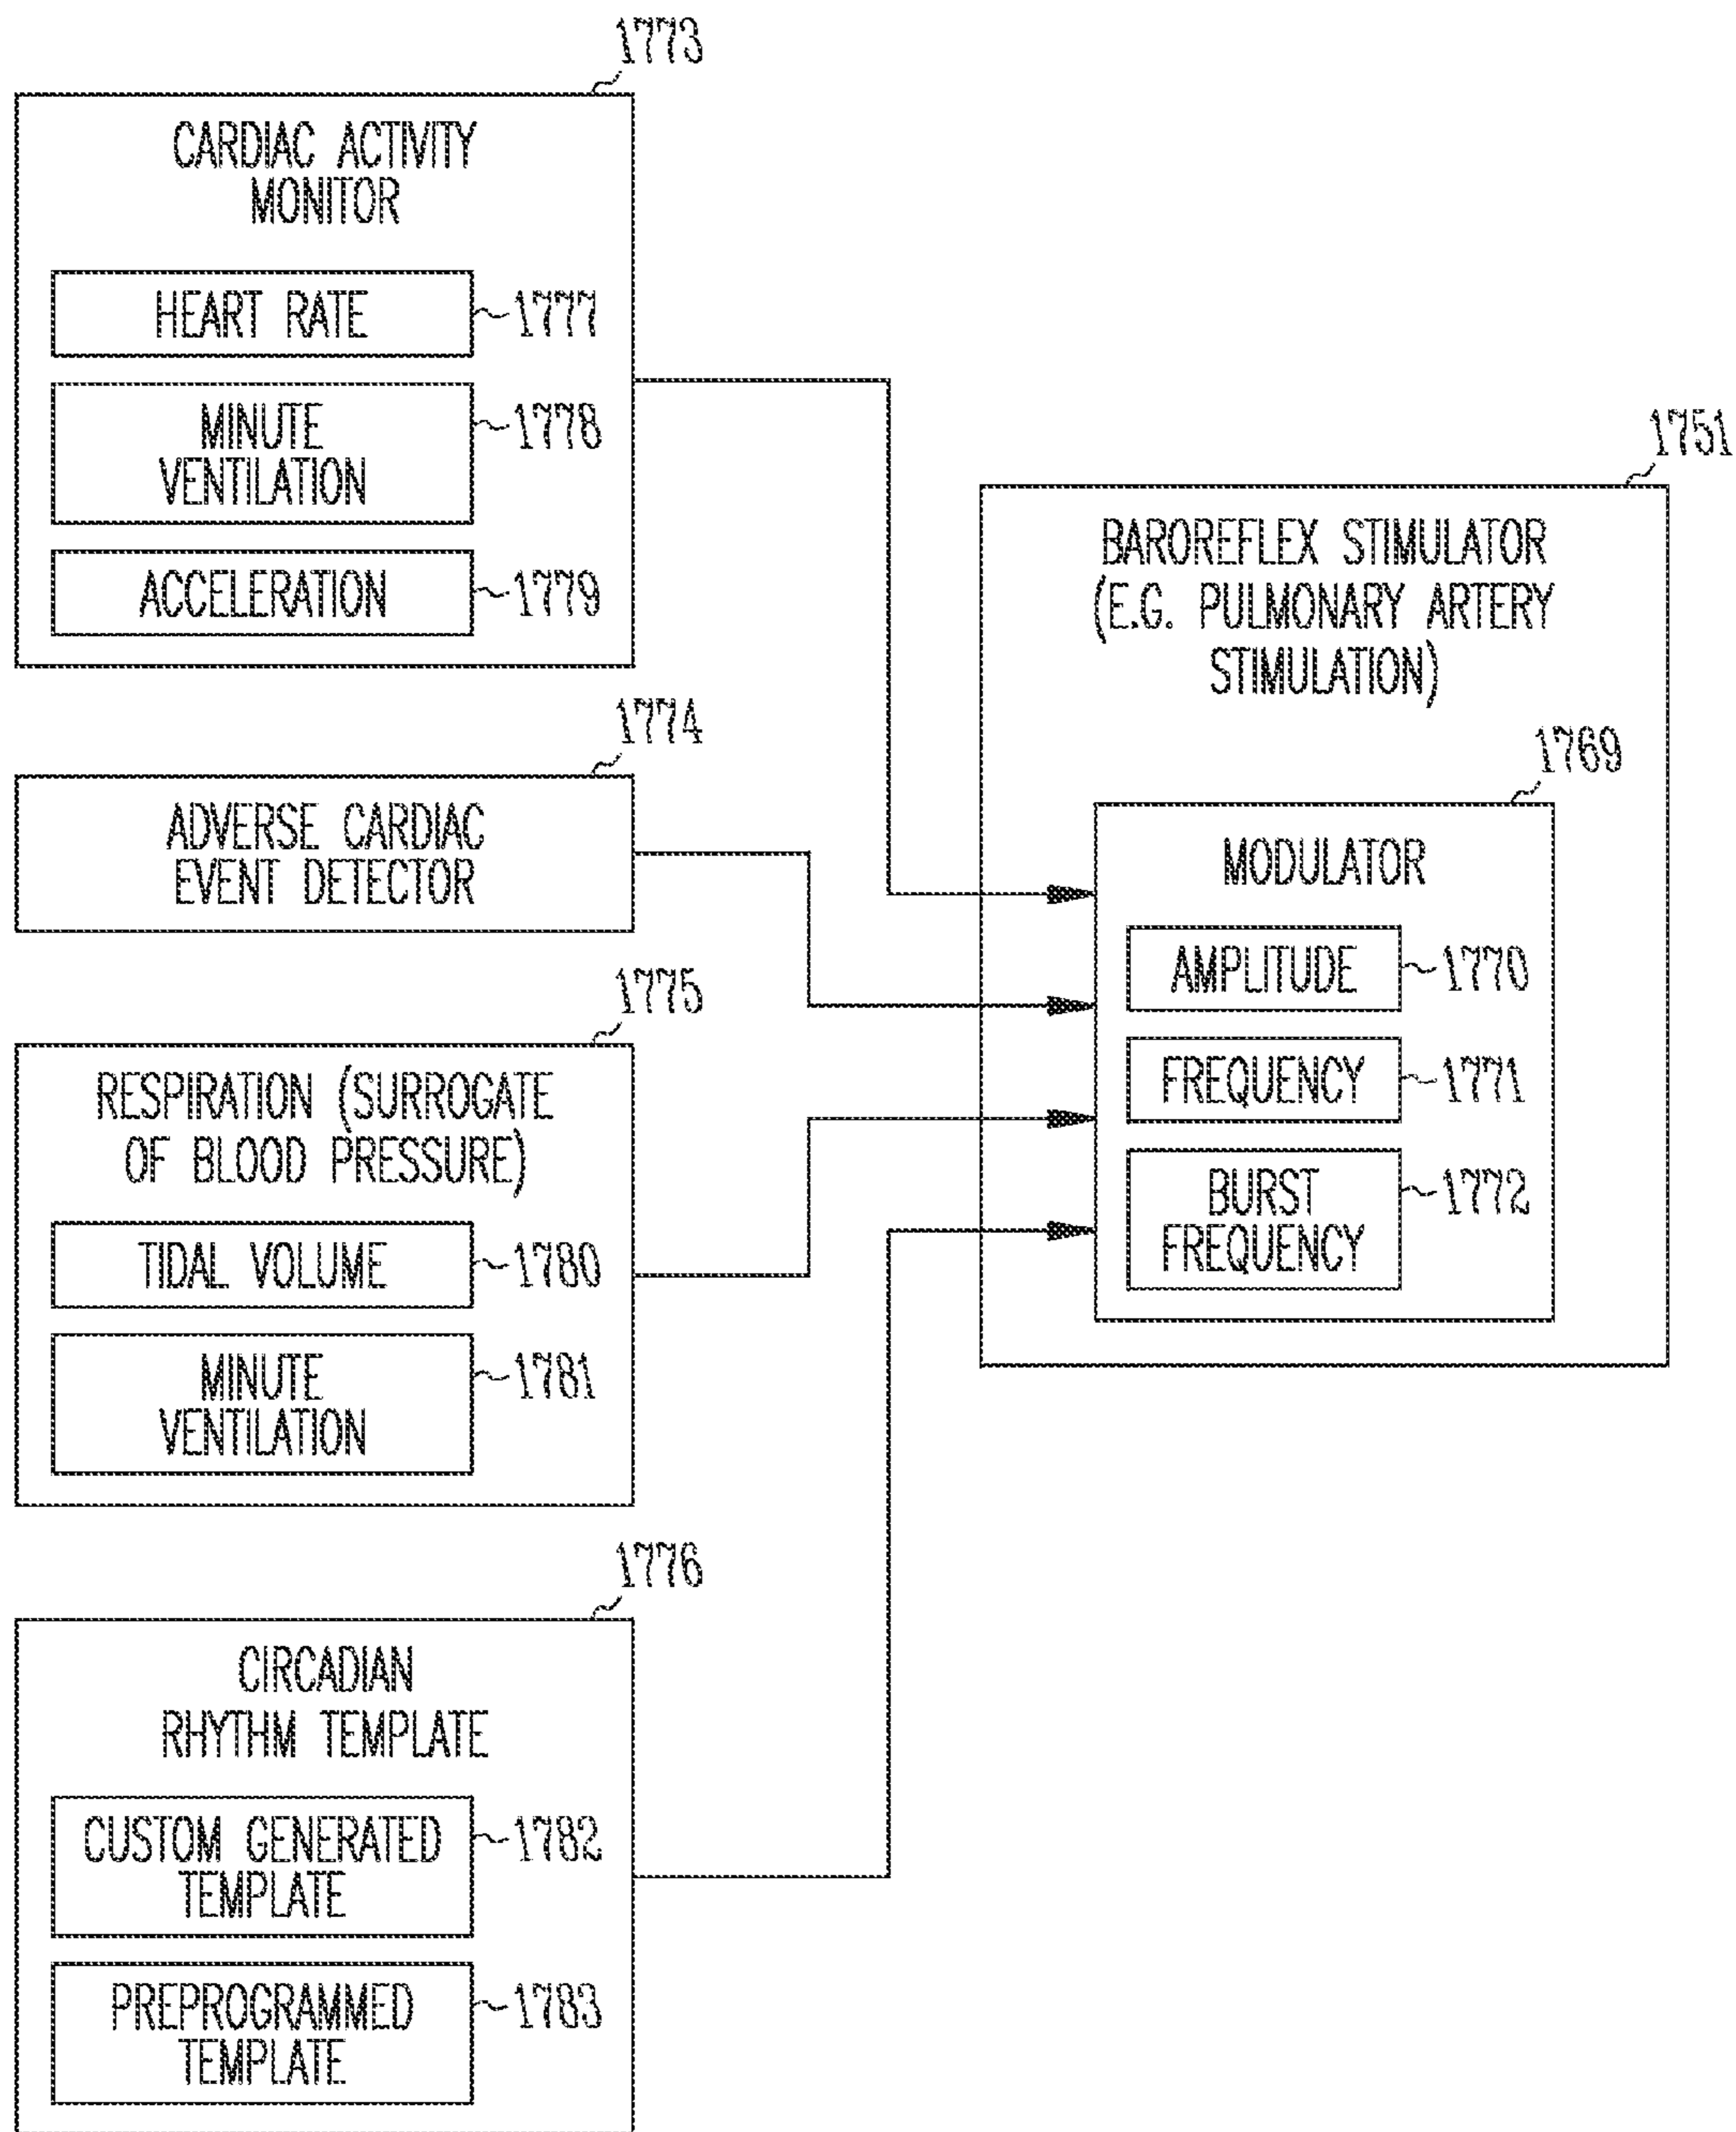 1773
CARDIAC ACTIVITY
MONITOR
HEART RATE
1777
MINUTE
VENTILATION
1778
ACCELERATION
1779
1774
ADVERSE CARDIAC
EVENT DETECTOR
1775
RESPIRATION (SURROGATE
OF BLOOD PRESSURE)
TIDAL VOLUME
1780
MINUTE
VENTILATION
1781
1776
CIRCADIAN
RHYTHM TEMPLATE
CUSTOM GENERATED
TEMPLATE
1782
PREPROGRAMMED
TEMPLATE
1783
1751
BAROREFLEX STIMULATOR
(E.G. PULMONARY ARTERY
STIMULATION)
1769
MODULATOR
AMPLITUDE
1770
FREQUENCY
1771
BURST
FREQUENCY
1772